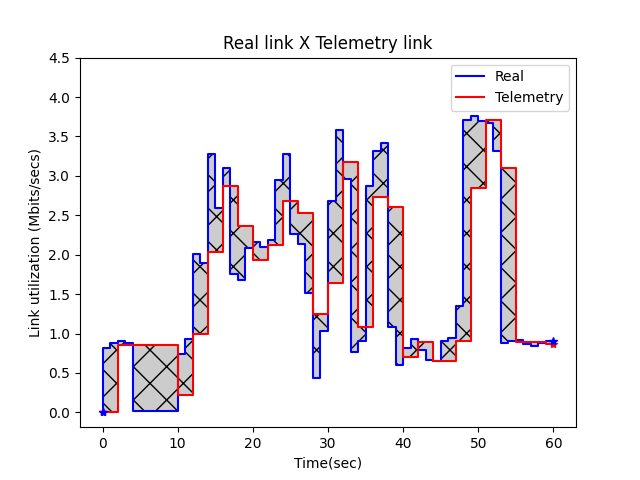 Real link X Telemetry link
Real
Telemetry
Link utilization (Mbits/secs)
4.5
4.0
3.5
3.0
2.5
2.0
1.5
1.0
0.5
0.0
0 10 20 30 40 50 60
Time(sec)